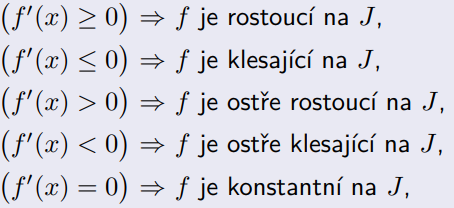 (f′(x) ≥ 0) ⇒ f je rostoucí na J,
(f′(x) ≤ 0) ⇒ f je klesající na J,
(f′(x) > 0) ⇒ f je ostře rostoucí na J,
(f′(x) < 0) ⇒ f je ostré klesající na J,
(f′(x) = 0) ⇒ f je konstantní na J,